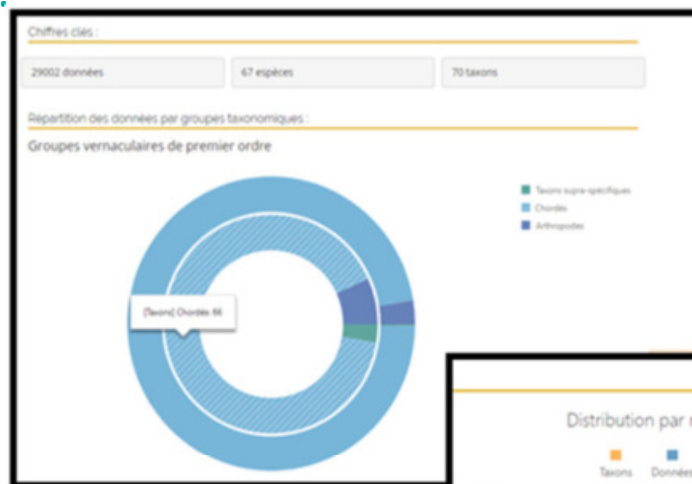 Chiffres clés :
29002 données
67 espèces
70 taxons
Répartition des données par groupes taxonomiques :
Groupes vernaculaires de premier ordre
Taxons supra-spécifiques
Chordés
Arthropodes
[Taxons] Chordés: 66
Distribution par
Taxons
Données